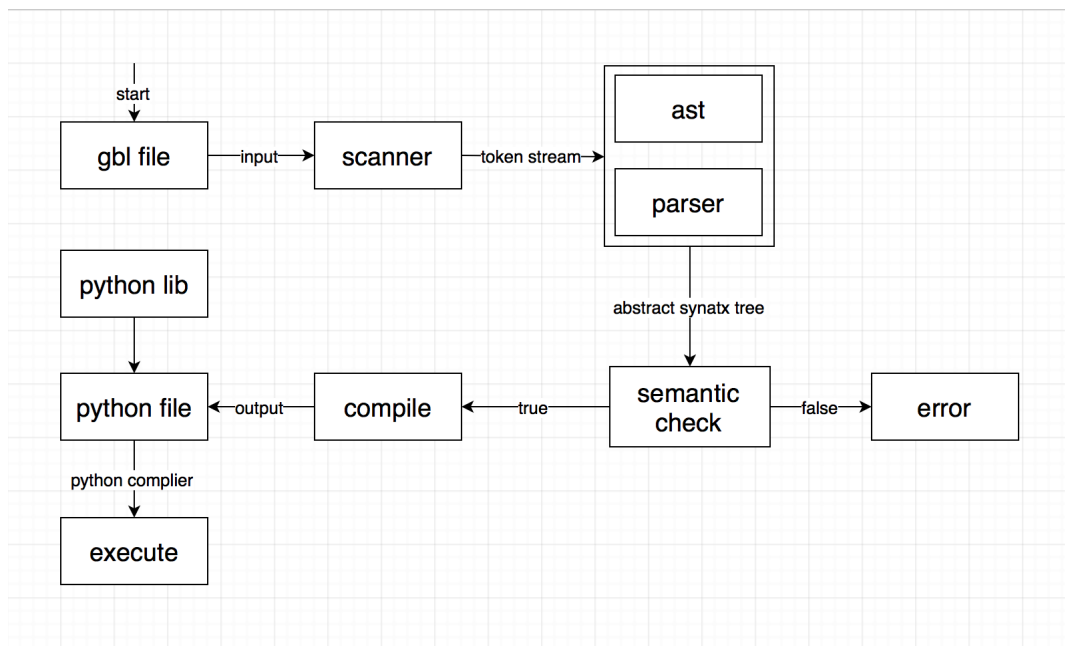 start
gbl file
input
scanner
token stream
ast
parser
python lib
abstract synatx tree
python file
output
compile
true
semantic
check
false
error
python complier
execute